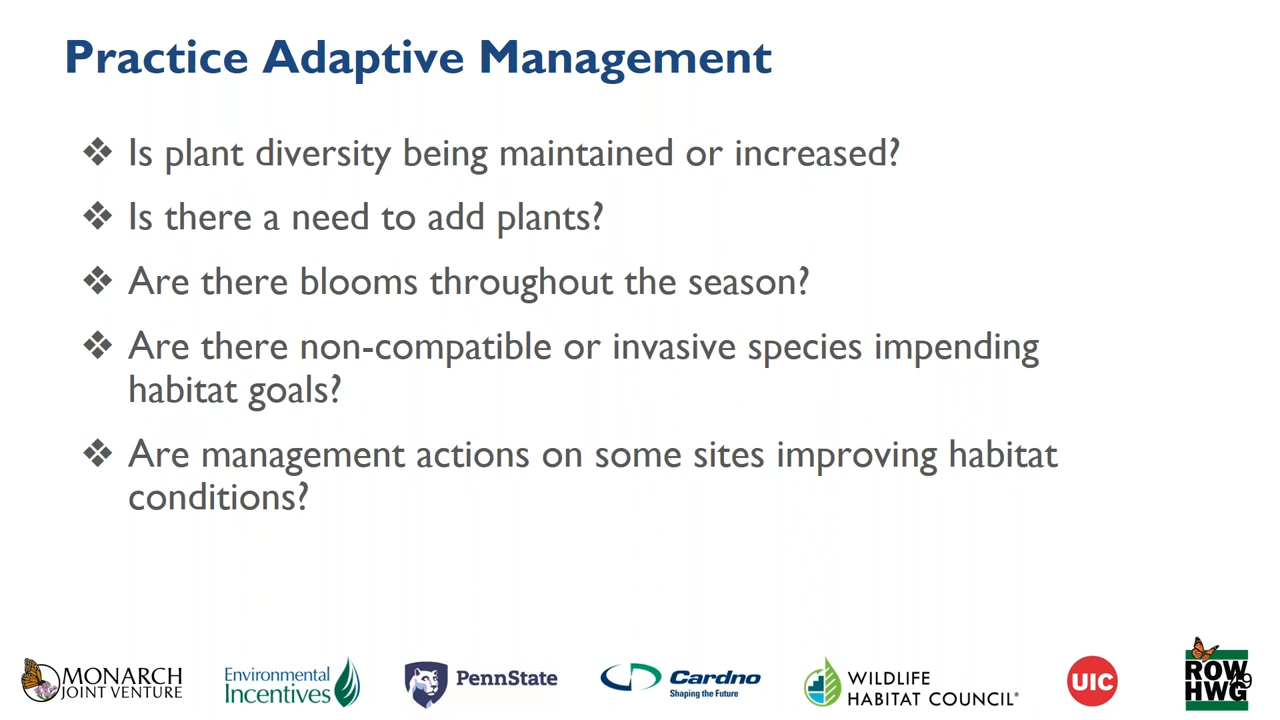 Practice Adaptive Management
❖ Is plant diversity being maintained or increased?
❖ Is there a need to add plants?
❖ Are there blooms throughout the season?
❖ Are there non-compatible or invasive species impending
habitat goals?
❖ Are management actions on some sites improving habitat
conditions?
MONARCH
JOINT VENTURE
Environmental
Incentives
PennState
Cardno
Shaping the Future
WILDLIFE
HABITAT COUNCIL®
UIC
ROW
HWG
49